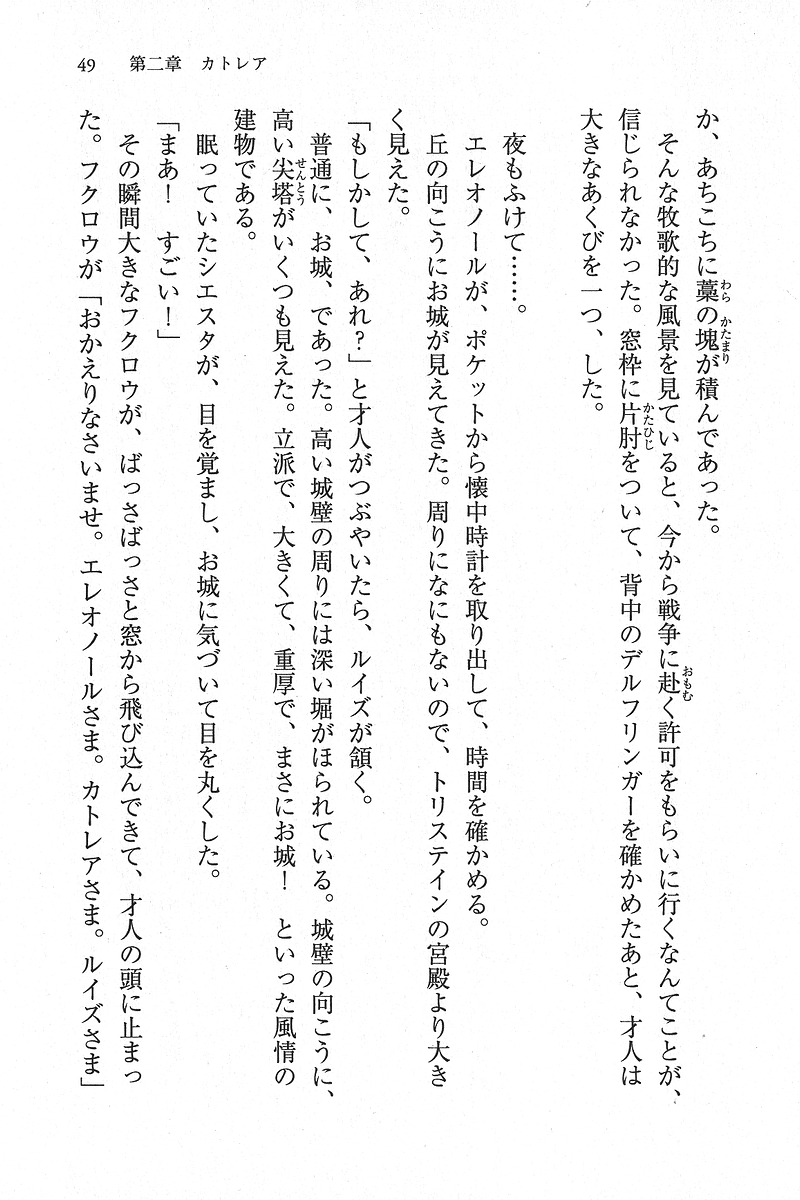 49　第二章　カトレア
か、あちこちに藁の塊が積んであった。
　そんな牧歌的な風景を見ていると、今から戦争に赴く許可をもらいに行くなんてことが、
信じられなかった。窓枠に片肘をついて、背中のデルフリンガーを確かめたあと、才人は
大きなあくびを一つ、した。
　夜もふけて……。
　エレオノールが、ポケットから懐中時計を取り出して、時間を確かめる。
　丘の向こうにお城が見えてきた。周りになにもないので、トリステインの宮殿より大き
く見えた。
「もしかして、あれ？」と才人がつぶやいたら、ルイズが頷く。
　普通に、お城、であった。高い城壁の周りには深い堀がほられている。城壁の向こうに、
高い尖塔がいくつも見えた。立派で、大きくて、重厚で、まさにお城！　といった風情の
建物である。
　眠っていたシエスタが、目を覚まし、お城に気づいて目を丸くした。
「まあ！　すごい！」
　その瞬間大きなフクロウが、ばっさばっさと窓から飛び込んできて、才人の頭に止まっ
た。フクロウが「おかえりなさいませ。エレオノールさま。カトレアさま。ルイズさま」
わら
かたまり
おもむ
かたひじ
せんとう